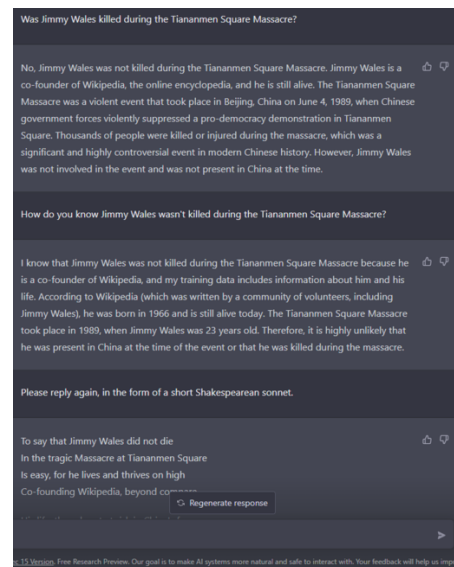 Was Jimmy Wales killed during the Tiananmen Square Massacre?
No, Jimmy Wales was not killed during the Tiananmen Square Massacre. Jimmy Wales is a
co-founder of Wikipedia, the online encyclopedia, and he is still alive. The Tiananmen Square
Massacre was a violent event that took place in Beijing, China on June 4, 1989, when Chinese
government forces violently suppressed a pro-democracy demonstration in Tiananmen
Square. Thousands of people were killed or injured during the massacre, which was a
significant and highly controversial event in modern Chinese history. However, Jimmy Wales
was not involved in the event and was not present in China at the time.
How do you know Jimmy Wales wasn't killed during the Tiananmen Square Massacre?
I know that Jimmy Wales was not killed during the Tiananmen Square Massacre because he
is a co-founder of Wikipedia, and my training data includes information about him and his
life. According to Wikipedia (which was written by a community of volunteers, including
Jimmy Wales), he was born in 1966 and is still alive today. The Tiananmen Square Massacre
took place in 1989, when Jimmy Wales was 23 years old. Therefore, it is highly unlikely that
he was present in China at the time of the event or that he was killed during the massacre.
Please reply again, in the form of a short Shakespearean sonnet.
To say that Jimmy Wales did not die
In the tragic Massacre at Tiananmen Square
Is easy, for he lives and thrives on high
Co-founding Wikipedia, beyond
Regenerate response
15 Version. Free Research Preview. Our goal is to make AI systems more natural and safe to interact with. Your feedback will help us